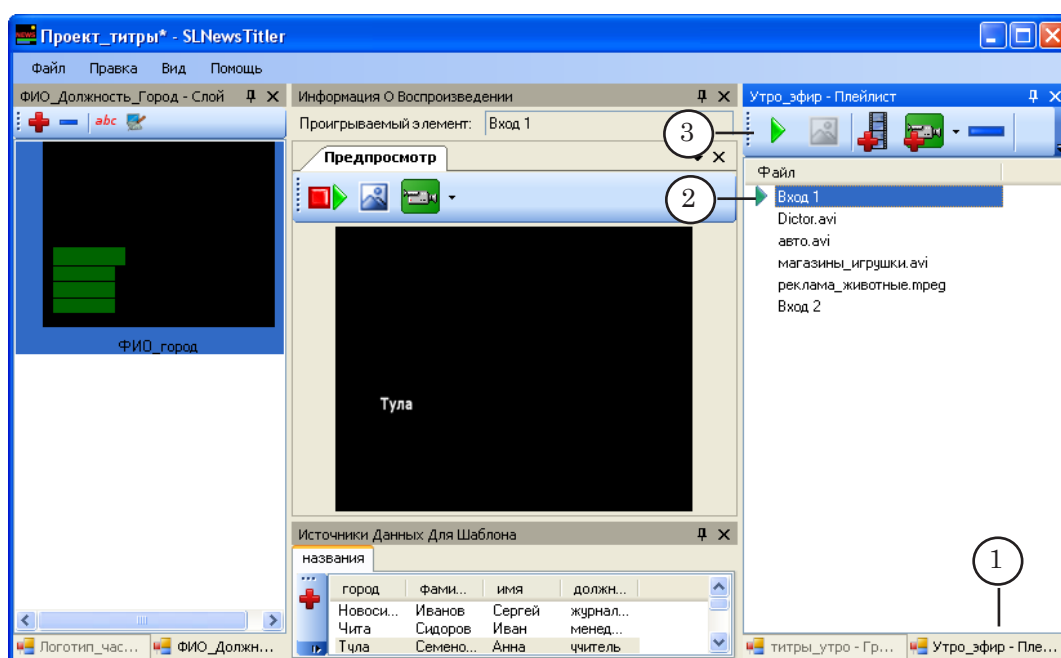 Проект_титры* - SLNewsTitler
Файл Правка Вид Помощь
ФИО_Должность_Город - Слой
abc
ФИО_город
Логотип_час... ФИО_Должн...
Информация О Воспроизведении
Проигрываемый элемент: Вход 1
Предпросмотр
Тула
Источники Данных Для Шаблона
названия
город фами... имя должн...
Новоси... Иванов Сергей журнал...
Чита Сидоров Иван менед...
Тула Семено... Анна учитель
Утро_эфир - Плейлист
3
Файл
2
Вход 1
Dictor.avi
авто.avi
магазины_игрушки.avi
реклама_животные.mpeg
Вход 2
1
титры_утро - Гр... Утро_эфир - Пле...